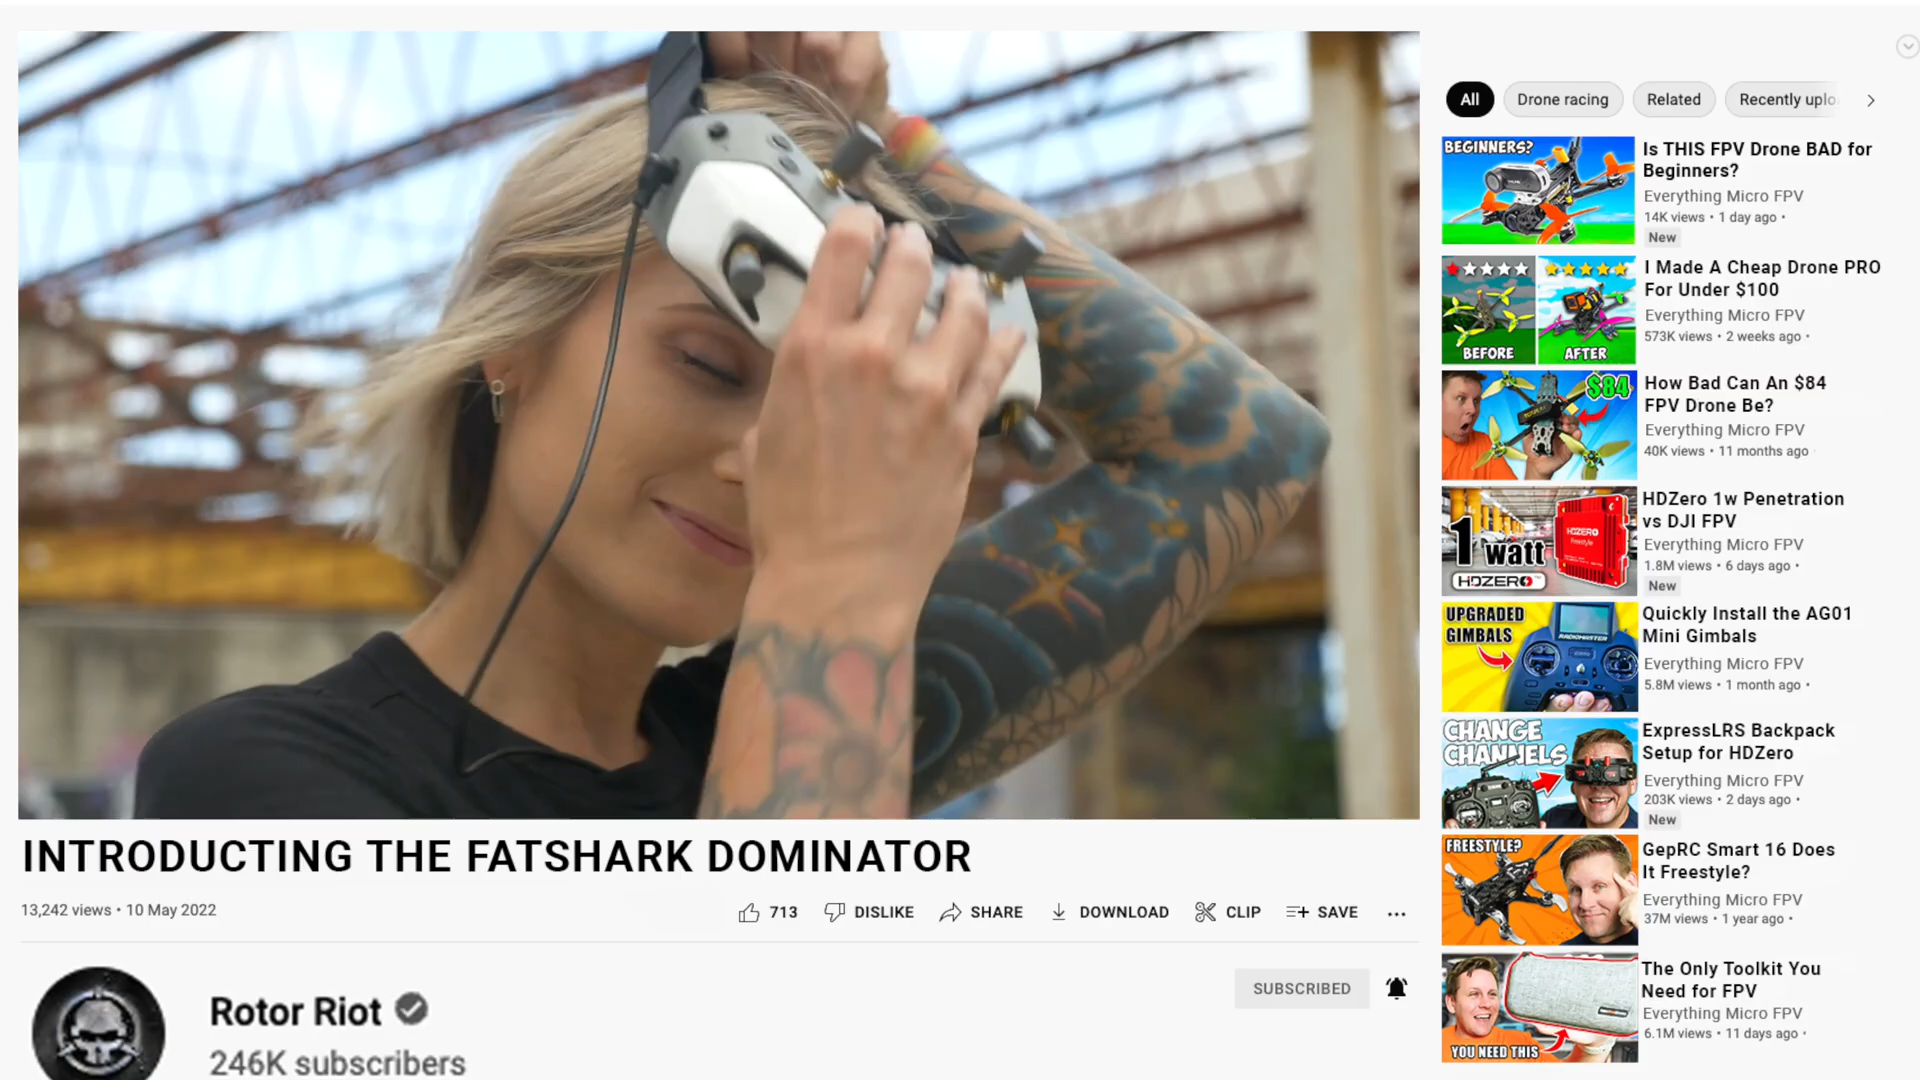 INTRODUCTING THE FATSHARK DOMINATOR
13,242 views • 10 May 2022
713 DISLIKE SHARE DOWNLOAD CLIP SAVE ...
Rotor Riot
246K subscribers
SUBSCRIBED
All Drone racing Related Recently uplo
BEGINNERS?
Is THIS FPV Drone BAD for
Beginners?
Everything Micro FPV
14K views • 1 day ago •
New
BEFORE AFTER
I Made A Cheap Drone PRO
For Under $100
Everything Micro FPV
573K views • 2 weeks ago •
$84
How Bad Can An $84
FPV Drone Be?
Everything Micro FPV
40K views • 11 months ago
1 watt
HDZERO
HDZERO
Freestyle
HDZero 1w Penetration
vs DJI FPV
Everything Micro FPV
1.8M views • 6 days ago •
New
UPGRADED
GIMBALS
RADIOMASTER
Quickly Install the AG01
Mini Gimbals
Everything Micro FPV
5.8M views • 1 month ago •
CHANGE
CHANNELS
ExpressLRS Backpack
Setup for HDZero
Everything Micro FPV
203K views • 2 days ago •
New
FREESTYLE?
GepRC Smart 16 Does
It Freestyle?
Everything Micro FPV
37M views • 1 year ago •
YOU NEED THIS
The Only Toolkit You
Need for FPV
Everything Micro FPV
6.1M views • 11 days ago •